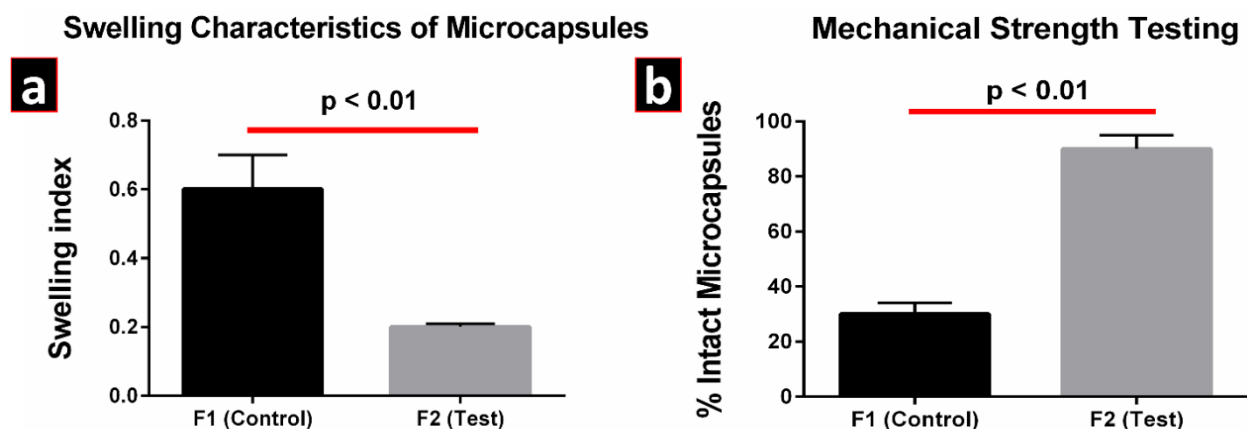 Swelling Characteristics of Microcapsules
a
p < 0.01
Swelling index
0.8
0.6
0.4
0.2
0.0
F1 (Control)
F2 (Test)
Mechanical Strength Testing
b
p < 0.01
% Intact Microcapsules
100
80
60
40
20
0
F1 (Control)
F2 (Test)